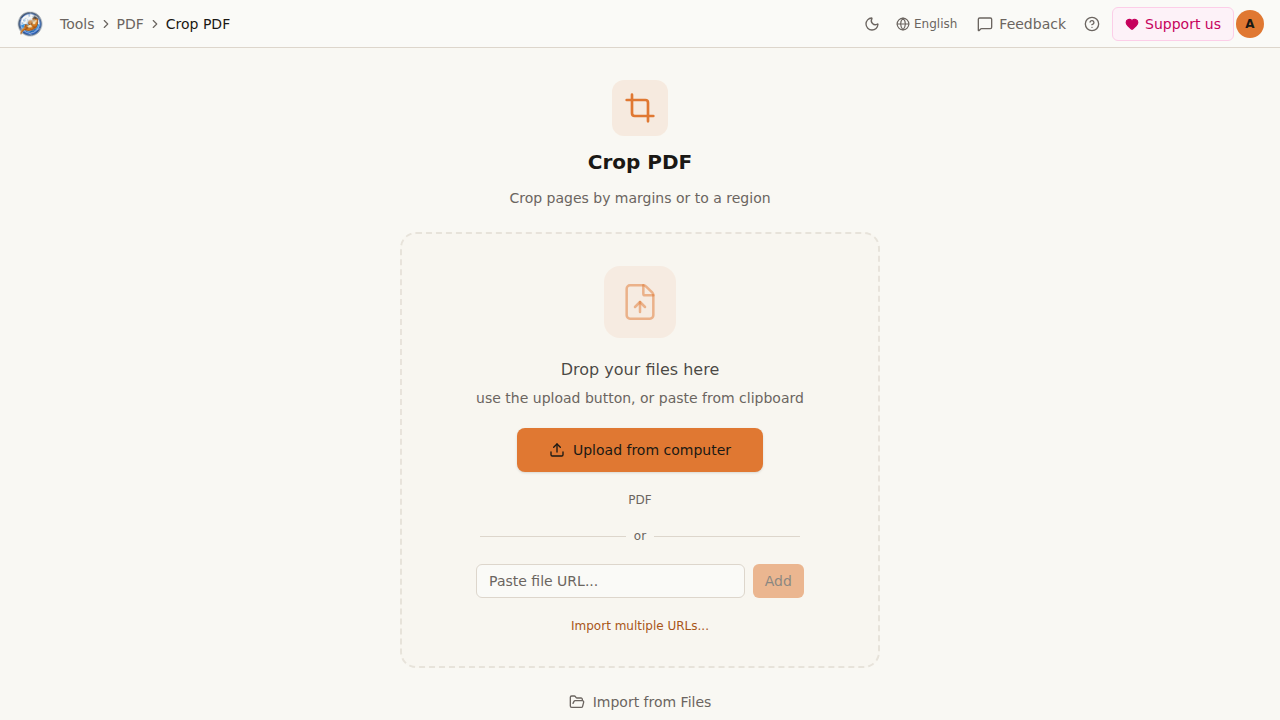 Tools > PDF > Crop PDF
English
Feedback
Support us
A
Crop PDF
Crop pages by margins or to a region
Drop your files here
use the upload button, or paste from clipboard
Upload from computer
PDF
or
Paste file URL...
Add
Import multiple URLs...
Import from Files